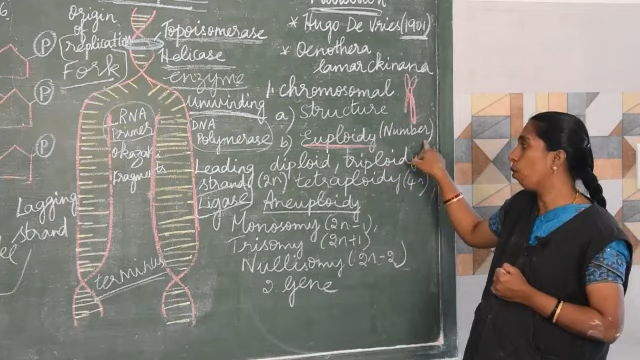 Origin
of
replication
Fork
Topoisomerase
Helicase
enzyme
Unwinding
DNA
Polymerase
Leading
strand
Ligase
RNA
Primer
Okazaki
fragments
Lagging
strand
terminus
P
P
P
* Hugo De Vries (1901)
* Oenothera
lamarckinana
1. chromosomal
a) structure
b) Euploidy (Number)
diploid, triploidy
(2n) tetraploidy (4n)
Aneuploidy
Monosomy (2n-1)
Trisomy (2n+1)
Nullisomy (2n-2)
2. Gene